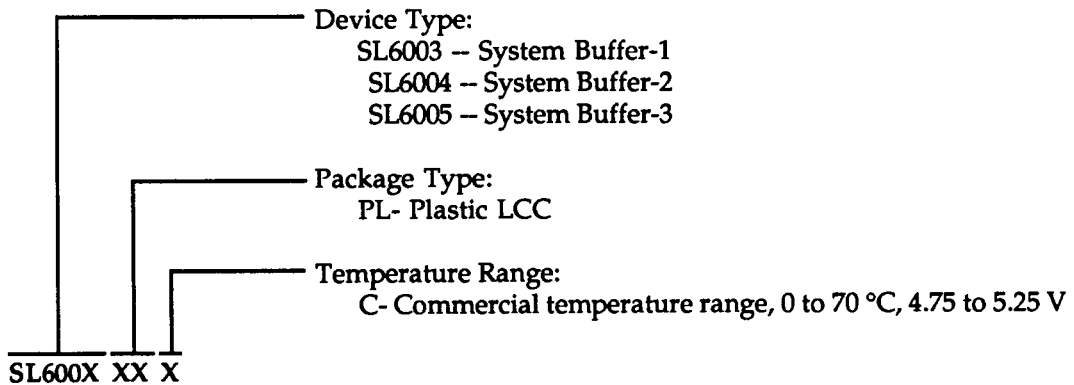 Device Type:
SL6003 -- System Buffer-1
SL6004 -- System Buffer-2
SL6005 -- System Buffer-3
Package Type:
PL- Plastic LCC
Temperature Range:
C- Commercial temperature range, 0 to 70 °C, 4.75 to 5.25 V
SL600X XX X